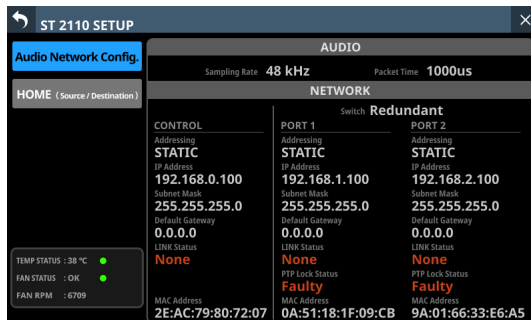 ST 2110 SETUP
Audio Network Config.
HOME ( Source / Destination )
TEMP STATUS : 38 ℃
FAN STATUS : OK
FAN RPM : 6709
AUDIO
Sampling Rate 48 kHz Packet Time 1000us
NETWORK
Switch Redundant
CONTROL PORT 1 PORT 2
Addressing Addressing Addressing
STATIC STATIC STATIC
IP Address IP Address IP Address
192.168.0.100 192.168.1.100 192.168.2.100
Subnet Mask Subnet Mask Subnet Mask
255.255.255.0 255.255.255.0 255.255.255.0
Default Gateway Default Gateway Default Gateway
0.0.0.0 0.0.0.0 0.0.0.0
LINK Status LINK Status LINK Status
None None None
PTP Lock Status PTP Lock Status
Faulty Faulty
MAC Address MAC Address MAC Address
2E:AC:79:80:72:07 0A:51:18:1F:09:CB 9A:01:66:33:E6:A5